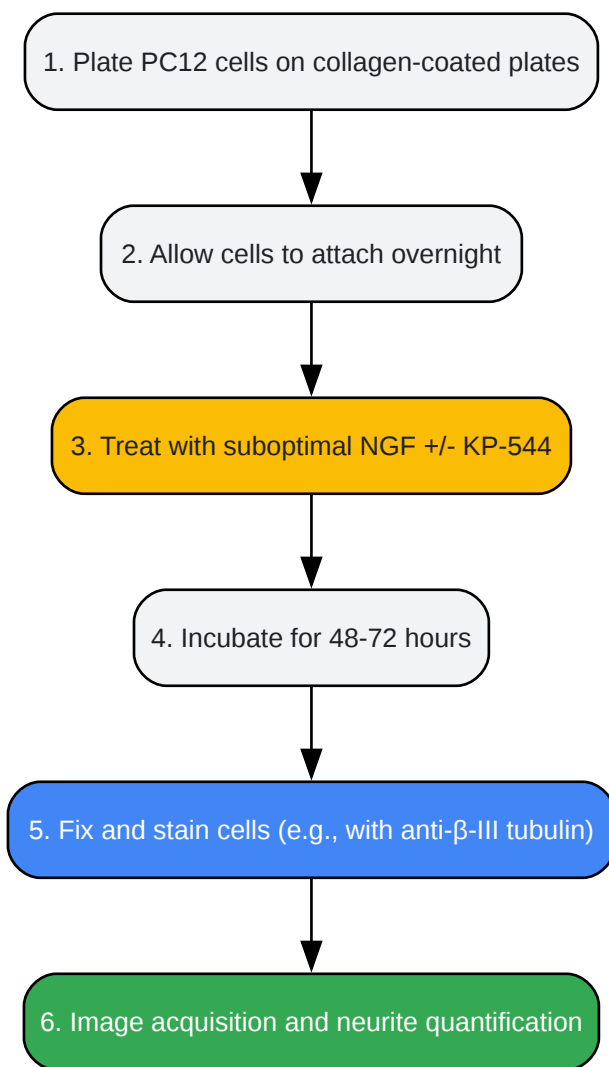 1. Plate PC12 cells on collagen-coated plates
2. Allow cells to attach overnight
3. Treat with suboptimal NGF +/- KP-544
4. Incubate for 48-72 hours
5. Fix and stain cells (e.g., with anti-β-III tubulin)
6. Image acquisition and neurite quantification